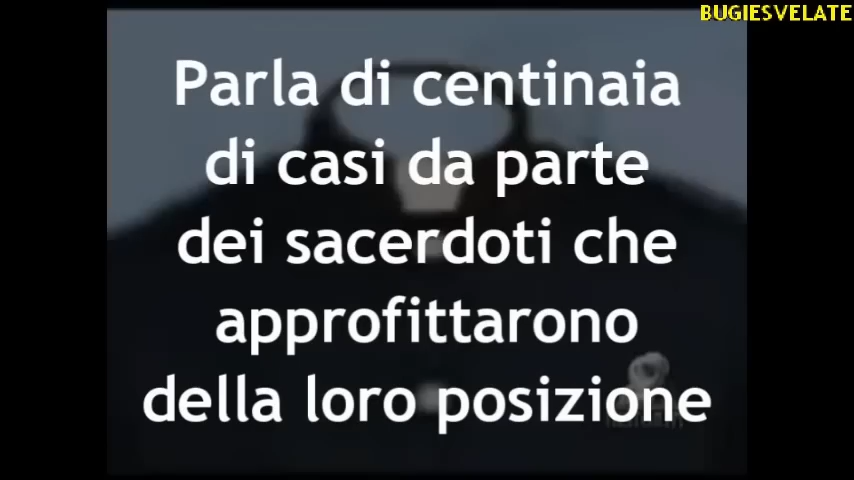 BUGIESVELATE
Parla di centinaia
di casi da parte
dei sacerdoti che
approfittarono
della loro posizione